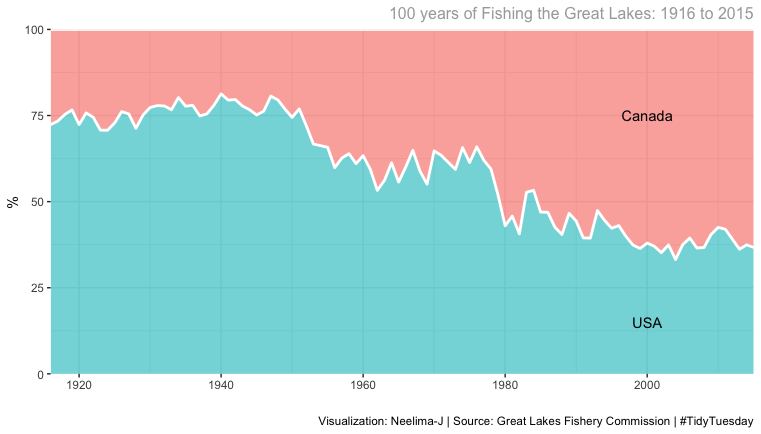 100 years of Fishing the Great Lakes: 1916 to 2015
100
75
50
25
0
%
Canada
USA
1920 1940 1960 1980 2000
Visualization: Neelima-J | Source: Great Lakes Fishery Commission | #TidyTuesday